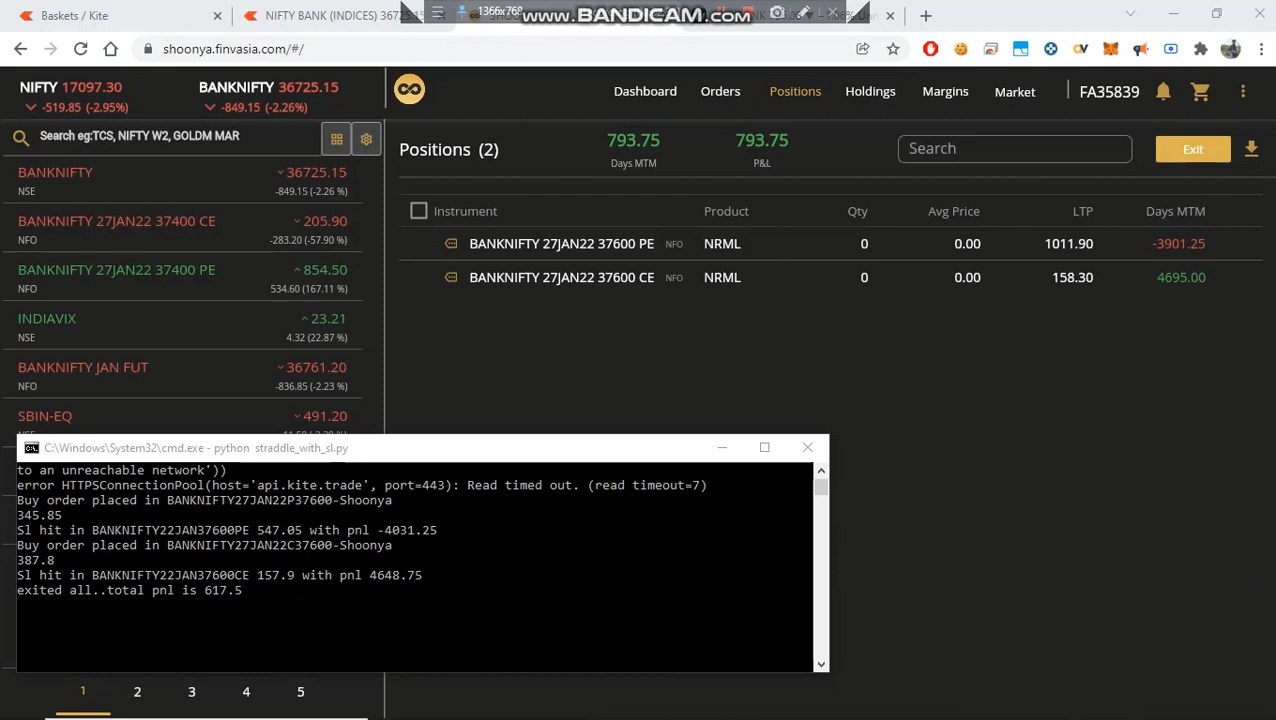 Baskets / Kite
NIFTY BANK (INDICES) 36725.15
1366x768
www.BANDICAM.com
shoonya.finvasia.com/#/
NIFTY 17097.30
-519.85 (-2.95%)
BANKNIFTY 36725.15
-849.15 (-2.26%)
Dashboard
Orders
Positions
Holdings
Margins
Market
FA35839
Search eg:TCS, NIFTY W2, GOLDM MAR
BANKNIFTY 36725.15
NSE -849.15 (-2.26 %)
BANKNIFTY 27JAN22 37400 CE 205.90
NFO -283.20 (-57.90 %)
BANKNIFTY 27JAN22 37400 PE 854.50
NFO 534.60 (167.11 %)
INDIAVIX 23.21
NSE 4.32 (22.87 %)
BANKNIFTY JAN FUT 36761.20
NFO -836.85 (-2.23 %)
SBIN-EQ 491.20
1 2 3 4 5
Positions (2)
793.75
Days MTM
793.75
P&L
Search
Exit
Instrument Product Qty Avg Price LTP Days MTM
BANKNIFTY 27JAN22 37600 PE NFO NRML 0 0.00 1011.90 -3901.25
BANKNIFTY 27JAN22 37600 CE NFO NRML 0 0.00 158.30 4695.00
C:\Windows\System32\cmd.exe - python straddle_with_sl.py
to an unreachable network'))
error HTTPSConnectionPool(host='api.kite.trade', port=443): Read timed out. (read timeout=7)
Buy order placed in BANKNIFTY27JAN22P37600-Shoonya
345.85
Sl hit in BANKNIFTY22JAN37600PE 547.05 with pnl -4031.25
Buy order placed in BANKNIFTY27JAN22C37600-Shoonya
387.8
Sl hit in BANKNIFTY22JAN37600CE 157.9 with pnl 4648.75
exited all..total pnl is 617.5